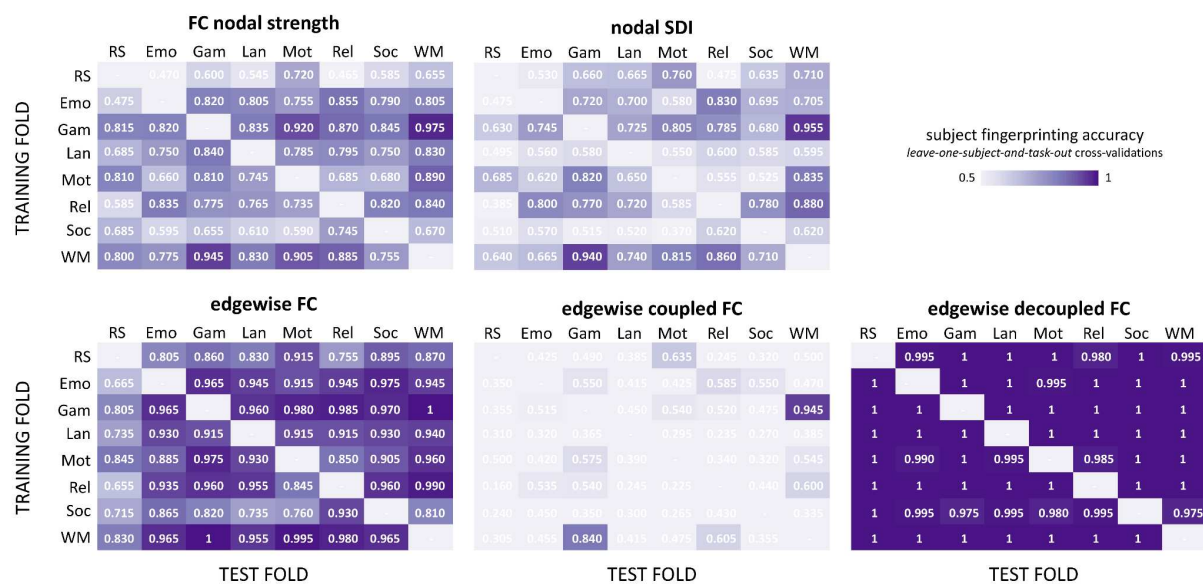 FC nodal strength
RS Emo Gam Lan Mot Rel Soc WM
RS - 0.470 0.600 0.545 0.720 0.465 0.585 0.655
Emo 0.475 - 0.820 0.805 0.755 0.855 0.790 0.805
Gam 0.815 0.820 - 0.835 0.920 0.870 0.845 0.975
Lan 0.685 0.750 0.840 - 0.785 0.795 0.750 0.830
Mot 0.810 0.660 0.810 0.745 - 0.685 0.680 0.890
Rel 0.585 0.835 0.775 0.765 0.735 - 0.820 0.840
Soc 0.685 0.595 0.655 0.610 0.590 0.745 - 0.670
WM 0.800 0.775 0.945 0.830 0.905 0.885 0.755 -
TRAINING FOLD
nodal SDI
RS Emo Gam Lan Mot Rel Soc WM
- 0.530 0.660 0.665 0.760 0.475 0.635 0.710
0.475 - 0.720 0.700 0.580 0.830 0.695 0.705
0.630 0.745 - 0.725 0.805 0.785 0.680 0.955
0.495 0.560 0.580 - 0.550 0.600 0.585 0.595
0.685 0.620 0.820 0.650 - 0.555 0.525 0.835
0.385 0.800 0.770 0.720 0.585 - 0.780 0.880
0.510 0.570 0.515 0.520 0.370 0.620 - 0.620
0.640 0.665 0.940 0.740 0.815 0.860 0.710 -
subject fingerprinting accuracy
leave-one-subject-and-task-out cross-validations
0.5 1
edgewise FC
RS Emo Gam Lan Mot Rel Soc WM
RS - 0.805 0.860 0.830 0.915 0.755 0.895 0.870
Emo 0.665 - 0.965 0.945 0.915 0.945 0.975 0.945
Gam 0.805 0.965 - 0.960 0.980 0.985 0.970 1
Lan 0.735 0.930 0.915 - 0.915 0.915 0.930 0.940
Mot 0.845 0.885 0.975 0.930 - 0.850 0.905 0.960
Rel 0.655 0.935 0.960 0.955 0.845 - 0.960 0.990
Soc 0.715 0.865 0.820 0.735 0.760 0.930 - 0.810
WM 0.830 0.965 1 0.955 0.995 0.980 0.965 -
TRAINING FOLD
TEST FOLD
edgewise coupled FC
RS Emo Gam Lan Mot Rel Soc WM
- 0.425 0.490 0.385 0.635 0.245 0.320 0.500
0.350 - 0.550 0.415 0.425 0.585 0.550 0.470
0.355 0.515 - 0.450 0.540 0.520 0.475 0.945
0.310 0.320 0.365 - 0.295 0.235 0.270 0.385
0.500 0.420 0.575 0.390 - 0.340 0.320 0.545
0.160 0.535 0.540 0.245 0.225 - 0.440 0.600
0.240 0.450 0.350 0.300 0.265 0.430 - 0.335
0.305 0.455 0.840 0.415 0.475 0.605 0.355 -
TEST FOLD
edgewise decoupled FC
RS Emo Gam Lan Mot Rel Soc WM
- 0.995 1 1 1 0.980 1 0.995
1 - 1 1 0.995 1 1 1
1 1 - 1 1 1 1 1
1 1 1 - 1 1 1 1
1 0.990 1 0.995 - 0.985 1 1
1 1 1 1 1 - 1 1
1 0.995 0.975 0.995 0.980 0.995 - 0.975
1 1 1 1 1 1 1 -
TEST FOLD